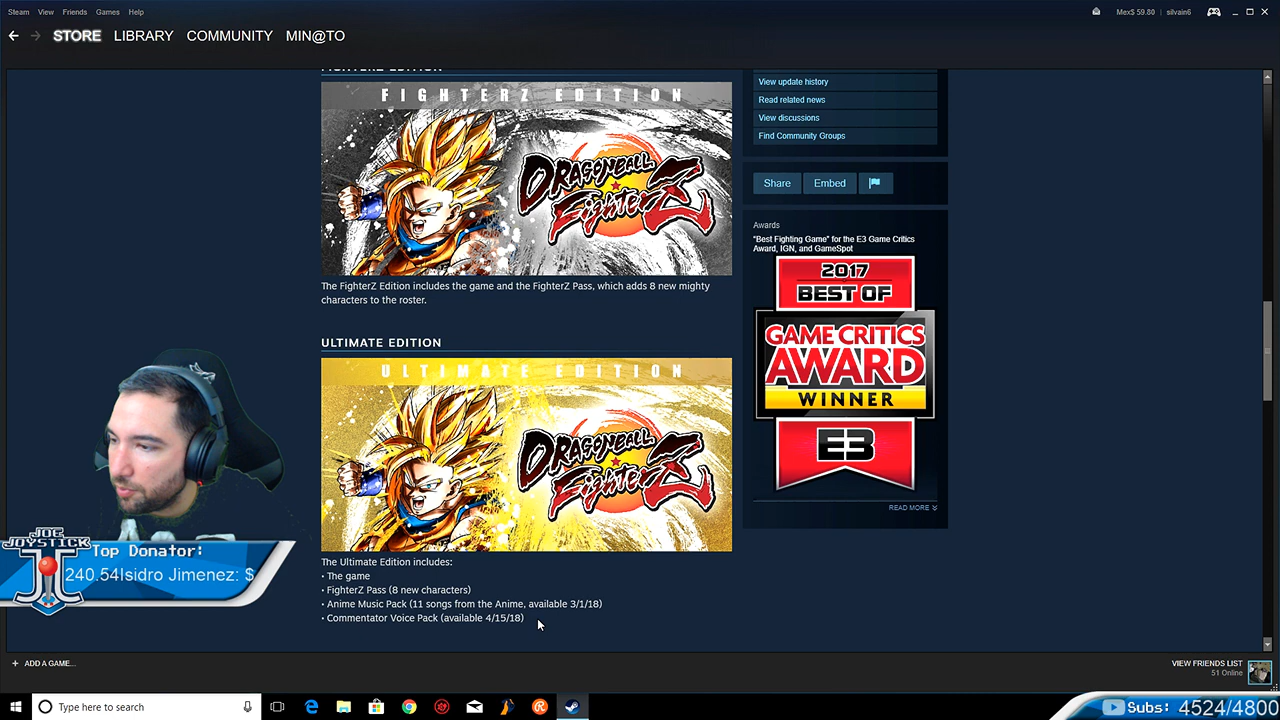 Steam View Friends Games Help
Mex$ 59.80 | silvain6
STORE LIBRARY COMMUNITY MIN@TO
FIGHTERZ EDITION
FIGHTERZ EDITION
DRAGONBALL
FighterZ
The FighterZ Edition includes the game and the FighterZ Pass, which adds 8 new mighty
characters to the roster.
ULTIMATE EDITION
ULTIMATE EDITION
DRAGONBALL
FighterZ
The Ultimate Edition includes:
• The game
• FighterZ Pass (8 new characters)
• Anime Music Pack (11 songs from the Anime, available 3/1/18)
• Commentator Voice Pack (available 4/15/18)
View update history
Read related news
View discussions
Find Community Groups
Share Embed
Awards
"Best Fighting Game" for the E3 Game Critics
Award, IGN, and GameSpot
2017
BEST OF
GAME CRITICS
AWARD
WINNER
E3
READ MORE
JOE
JOYSTICK
Top Donator:
240.54Isidro Jimenez: $
+ ADD A GAME...
VIEW FRIENDS LIST
51 Online
Type here to search
Subs: 4524/4800